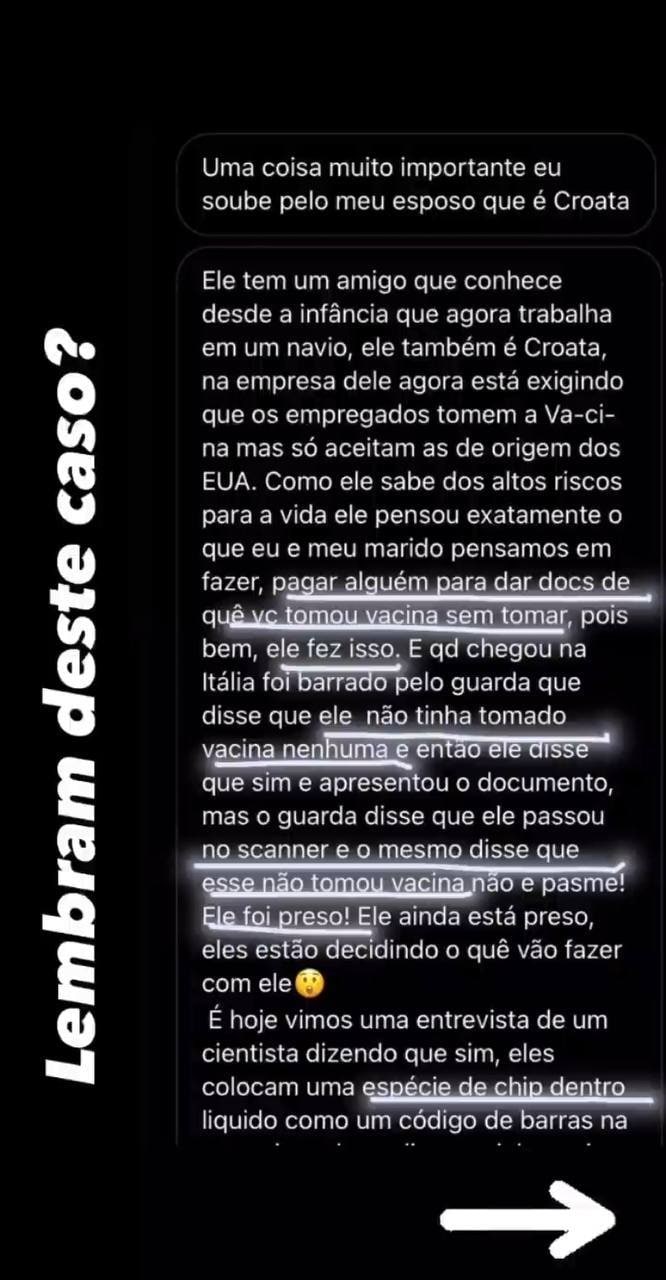 Lembram deste caso?
Uma coisa muito importante eu
soube pelo meu esposo que é Croata
Ele tem um amigo que conhece
desde a infância que agora trabalha
em um navio, ele também é Croata,
na empresa dele agora está exigindo
que os empregados tomem a Va-ci-
na mas só aceitam as de origem dos
EUA. Como ele sabe dos altos riscos
para a vida ele pensou exatamente o
que eu e meu marido pensamos em
fazer, pagar alguém para dar docs de
quê vc tomou vacina sem tomar, pois
bem, ele fez isso. E qd chegou na
Itália foi barrado pelo guarda que
disse que ele não tinha tomado
vacina nenhuma e então ele disse
que sim e apresentou o documento,
mas o guarda disse que ele passou
no scanner e o mesmo disse que
esse não tomou vacina não e pasme!
Ele foi preso! Ele ainda está preso,
eles estão decidindo o quê vão fazer
com ele😲
É hoje vimos uma entrevista de um
cientista dizendo que sim, eles
colocam uma espécie de chip dentro
liquido como um código de barras na